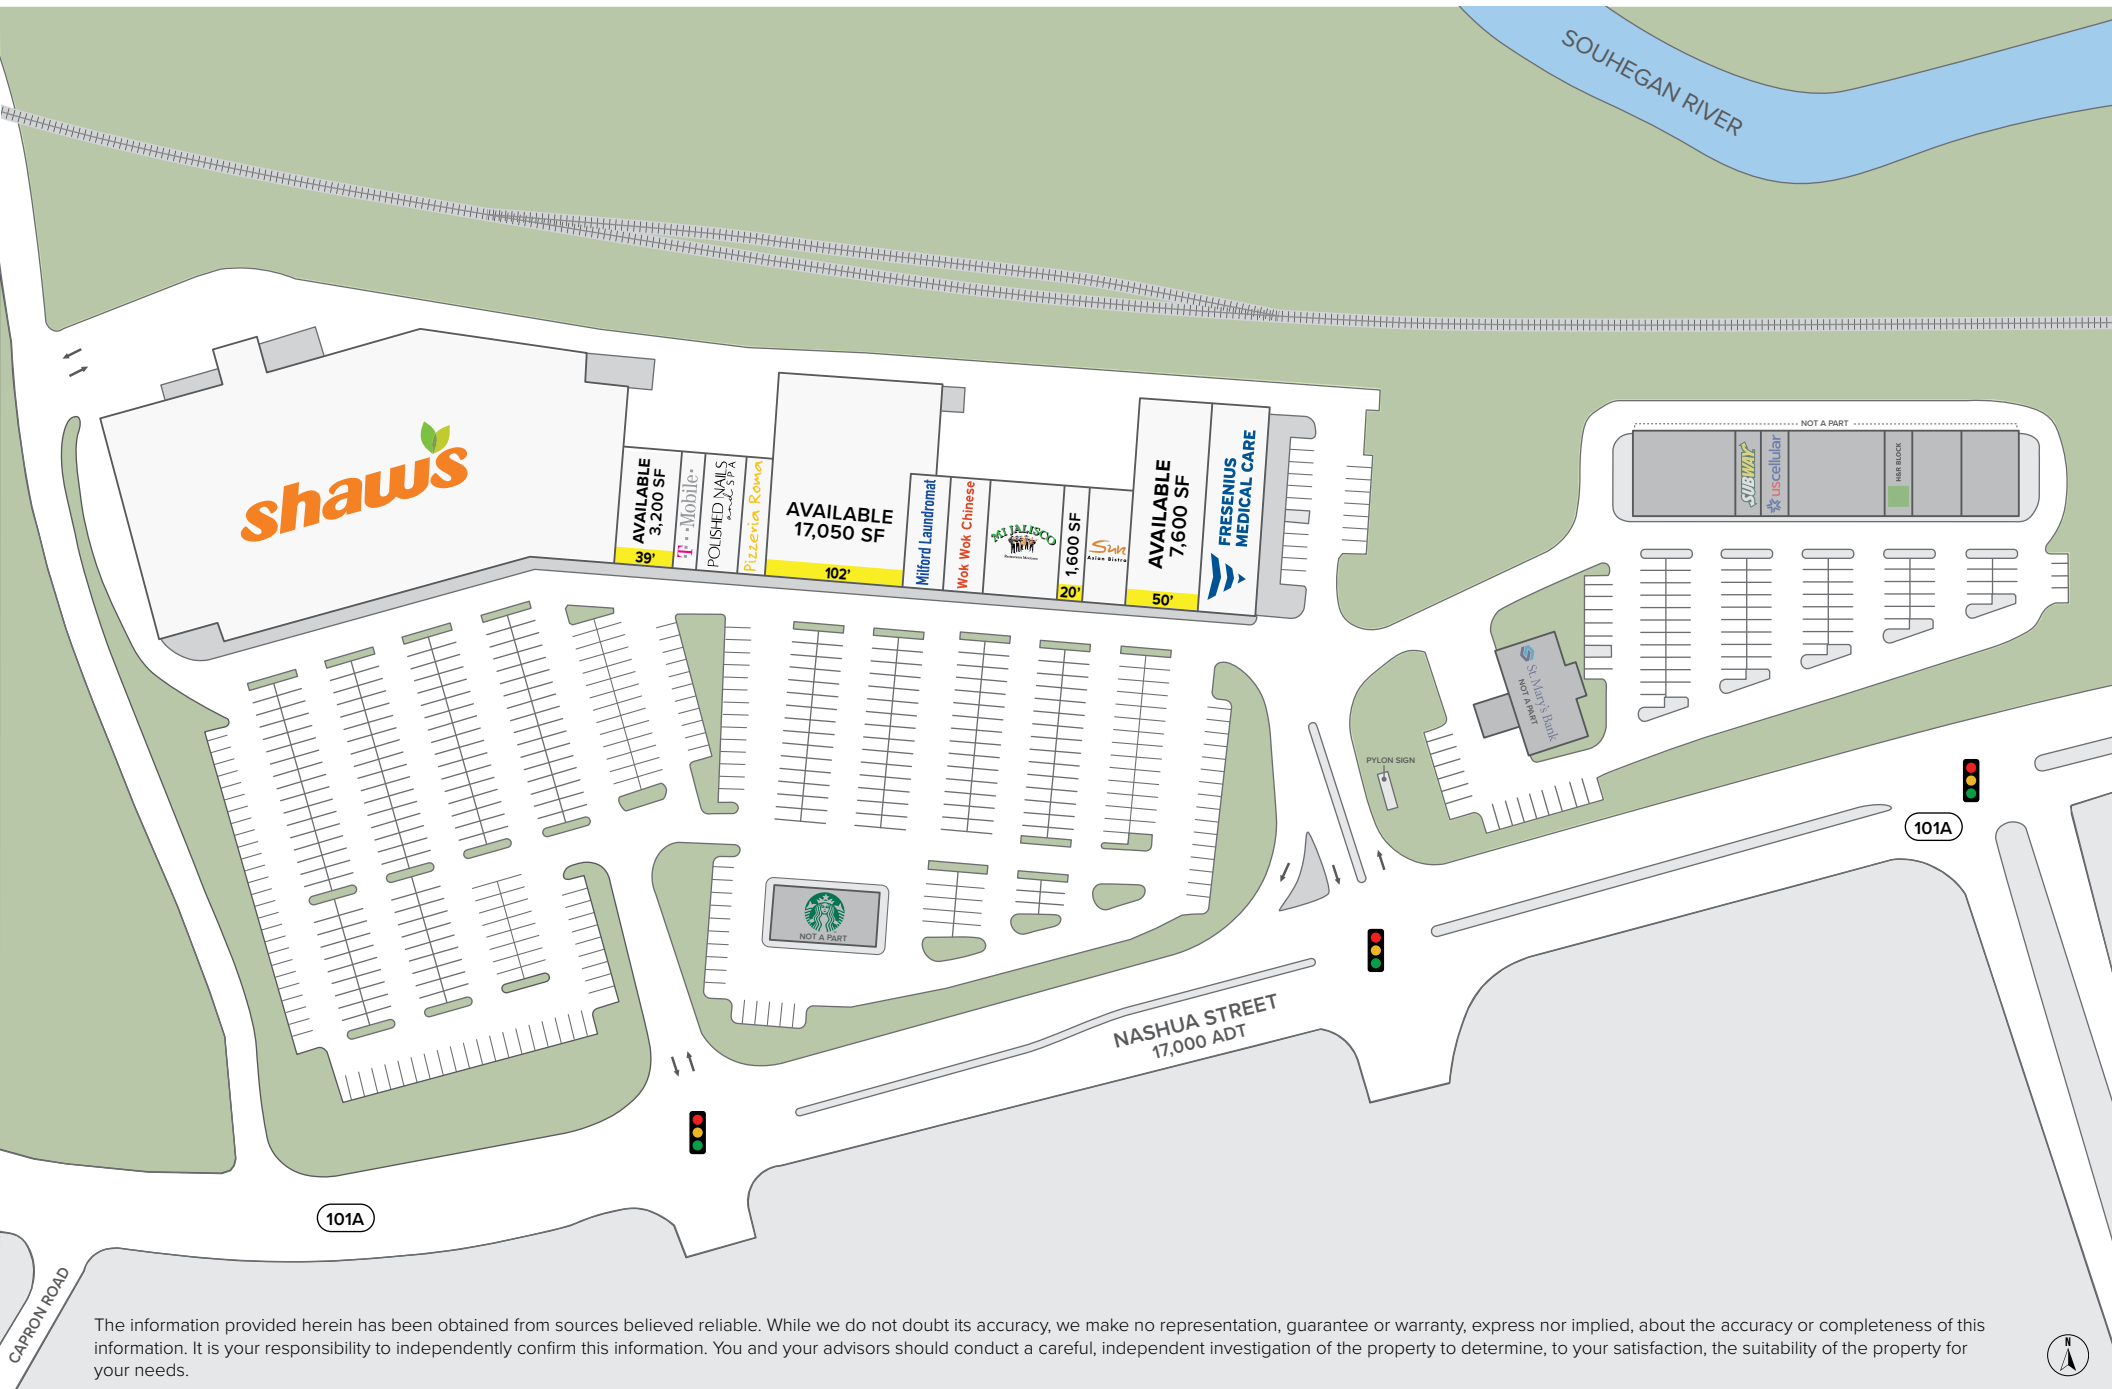 SOUHEGAN RIVER
shaw's
AVAILABLE
3,200 SF
39'
T··Mobile·
POLISHED NAILS
and SPA
Pizzeria Roma
AVAILABLE
17,050 SF
102'
Milford Laundromat
Wok Wok Chinese
MI JALISCO
1,600 SF
20'
Sun
Asian Bistro
AVAILABLE
7,600 SF
50'
FRESENIUS
MEDICAL CARE
NOT A PART
SUBWAY
uscellular
H&R BLOCK
St. Mary's Bank
NOT A PART
PYLON SIGN
101A
NOT A PART
NASHUA STREET
17,000 ADT
101A
CAPRON ROAD
The information provided herein has been obtained from sources believed reliable. While we do not doubt its accuracy, we make no representation, guarantee or warranty, express nor implied, about the accuracy or completeness of this
information. It is your responsibility to independently confirm this information. You and your advisors should conduct a careful, independent investigation of the property to determine, to your satisfaction, the suitability of the property for
your needs.
N